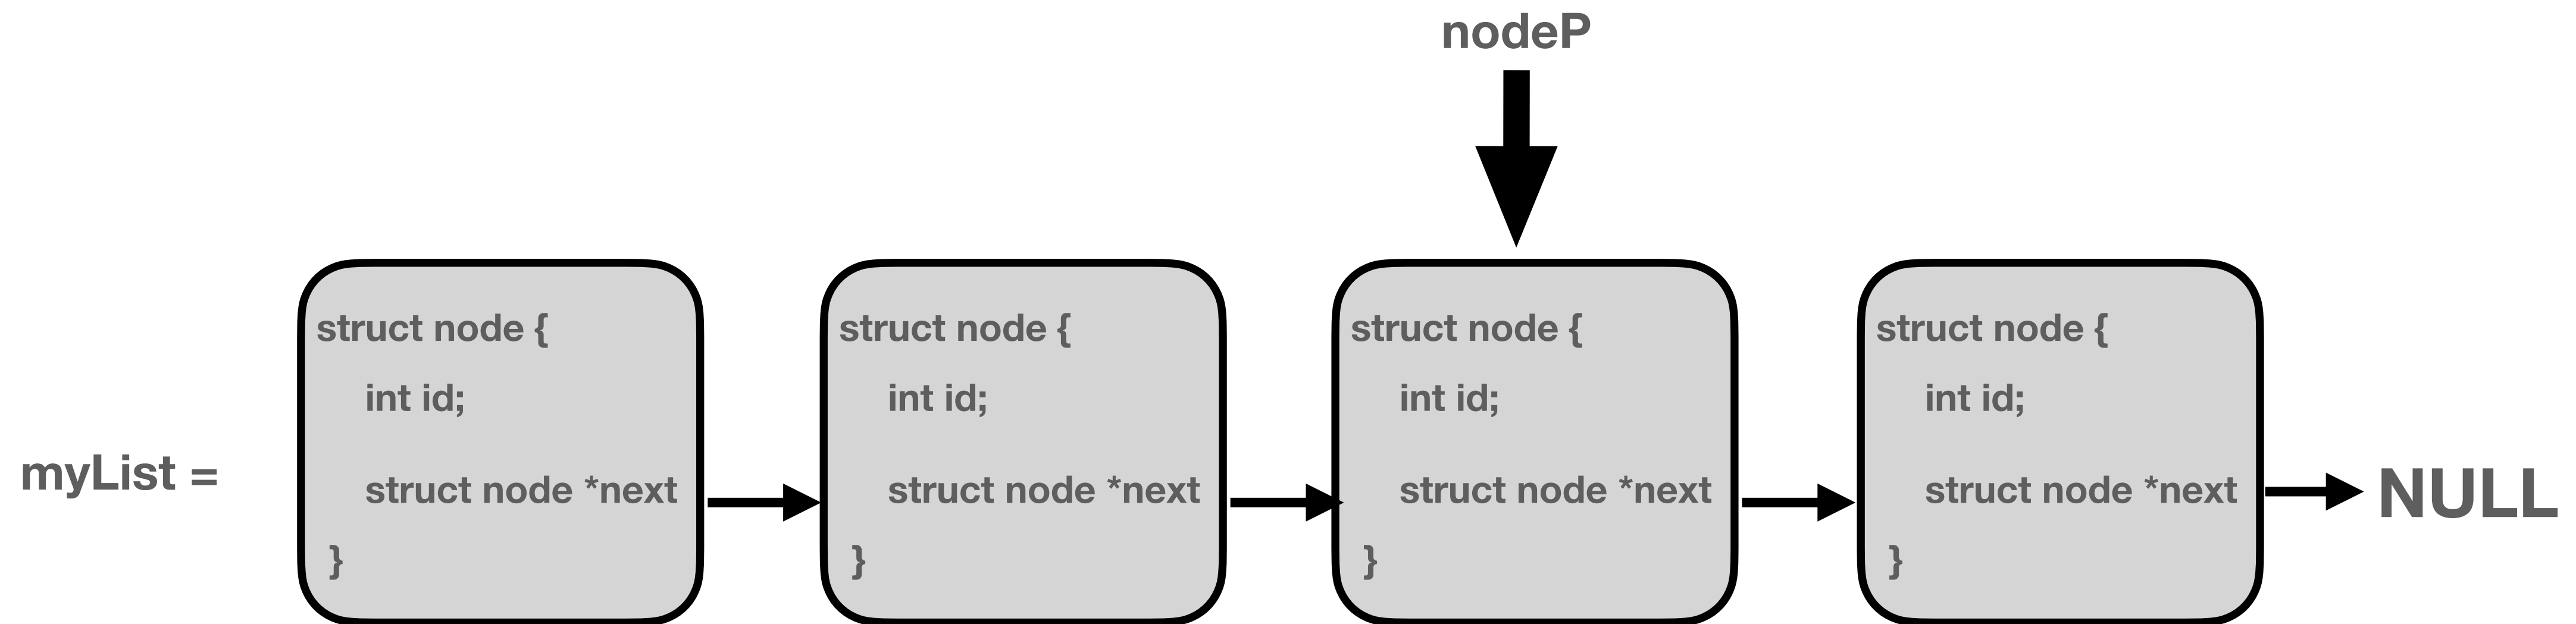 nodeP
myList =
struct node {
int id;
struct node *next
}
struct node {
int id;
struct node *next
}
struct node {
int id;
struct node *next
}
struct node {
int id;
struct node *next
}
NULL